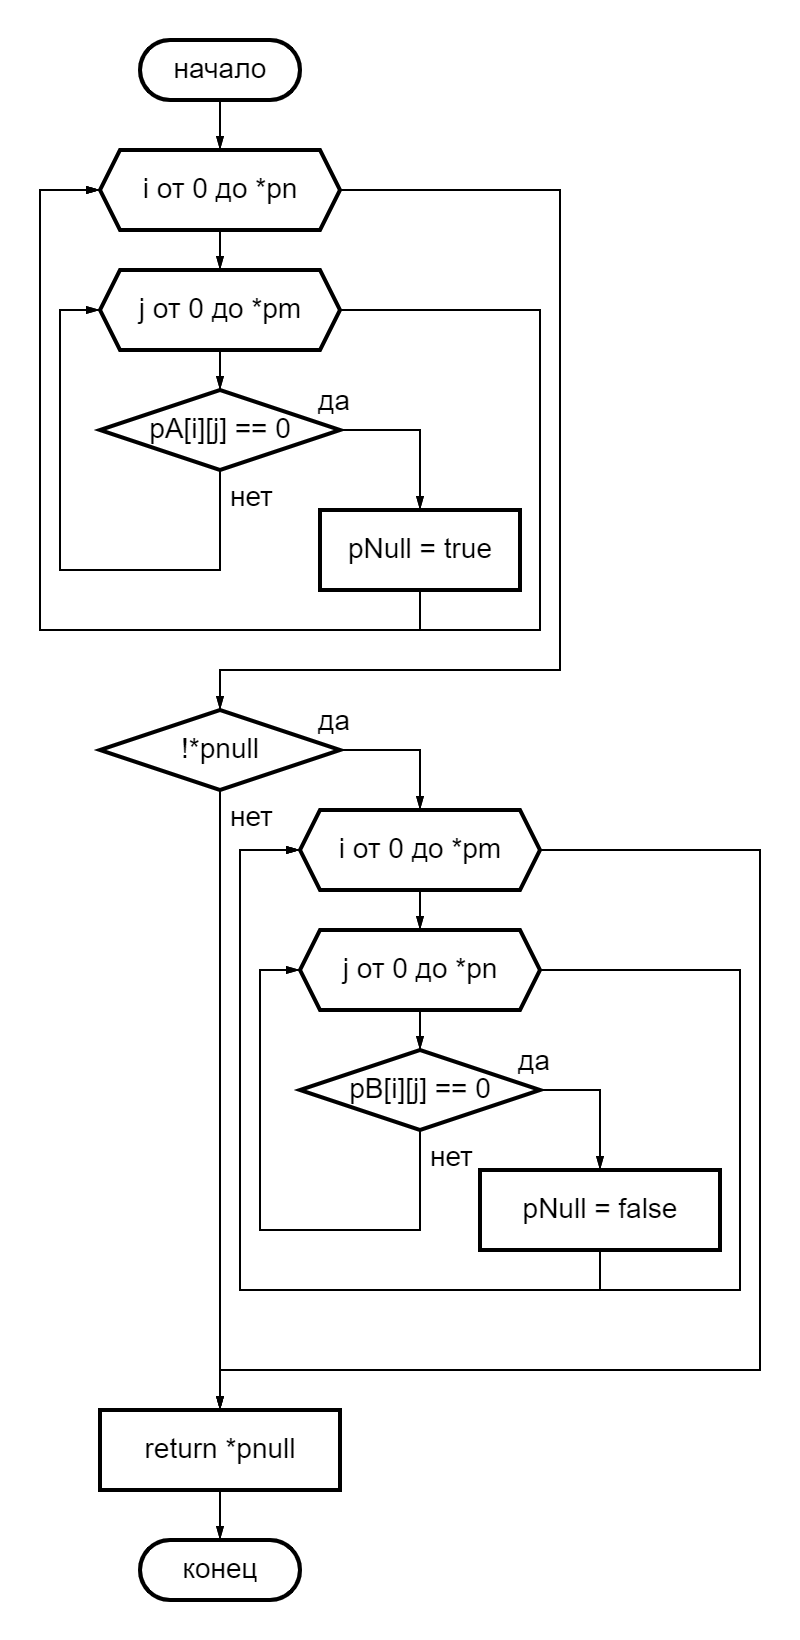 начало
i от 0 до *pn
j от 0 до *pm
да
pA[i][j] == 0
нет
pNull = true
да
!*pnull
нет
i от 0 до *pm
j от 0 до *pn
да
pB[i][j] == 0
нет
pNull = false
return *pnull
конец